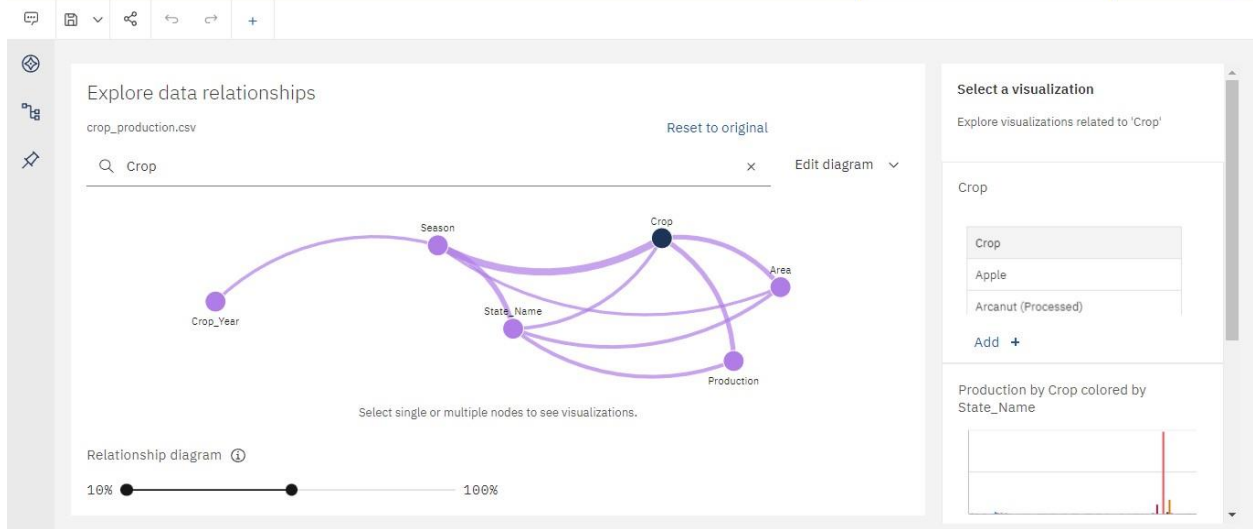 Explore data relationships
crop_production.csv
Reset to original
Crop
Edit diagram
Season
Crop
Area
Crop_Year
State_Name
Production
Select single or multiple nodes to see visualizations.
Relationship diagram
10%
100%
Select a visualization
Explore visualizations related to 'Crop'
Crop
Crop
Apple
Arcanut (Processed)
Add +
Production by Crop colored by
State_Name